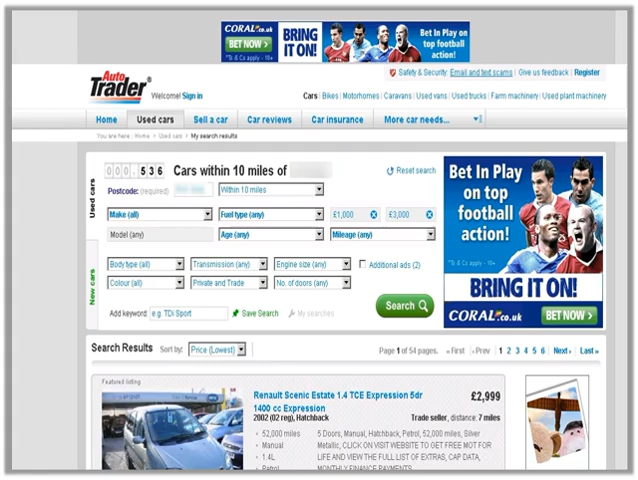 CORAL.co.uk
BET NOW >
*Ts & Cs apply - 18+
BRING IT ON!
Bet In Play on top football action!
Auto Trader
Welcome! Sign in
Safety & Security: Email and text scams | Give us feedback | Register
Cars | Bikes | Motorhomes | Caravans | Used vans | Used trucks | Farm machinery | Used plant machinery
Home Used cars Sell a car Car reviews Car insurance More car needs...
You are here: Home > Used cars > My search results
Used cars
New cars
000,536 Cars within 10 miles of
Reset search
Postcode: (required) Within 10 miles
Make (all) Fuel type (any) £1,000 £3,000
Model (any) Age (any) Mileage (any)
Body type (all) Transmission (any) Engine size (any) Additional ads (2)
Colour (all) Private and Trade No. of doors (any)
Add keyword: e.g. TDi Sport Save Search My searches
Search
Bet In Play
on top
football
action!
*Ts & Cs apply - 18+
BRING IT ON!
CORAL.co.uk BET NOW >
Search Results Sort by: Price (Lowest) Page 1 of 54 pages. « First ‹ Prev 1 2 3 4 5 6 Next › Last »
Featured listing
Renault Scenic Estate 1.4 TCE Expression 5dr £2,999
1400 cc Expression
2002 (02 reg), Hatchback Trade seller, distance: 7 miles
• 52,000 miles
• Manual
• 1.4L
• Petrol
5 Doors, Manual, Hatchback, Petrol, 52,000 miles, Silver
Metallic, CLICK ON VISIT WEBSITE TO GET FREE MOT FOR
LIFE AND VIEW THE FULL LIST OF EXTRAS, CAP DATA,
MONTHLY FINANCE PAYMENTS